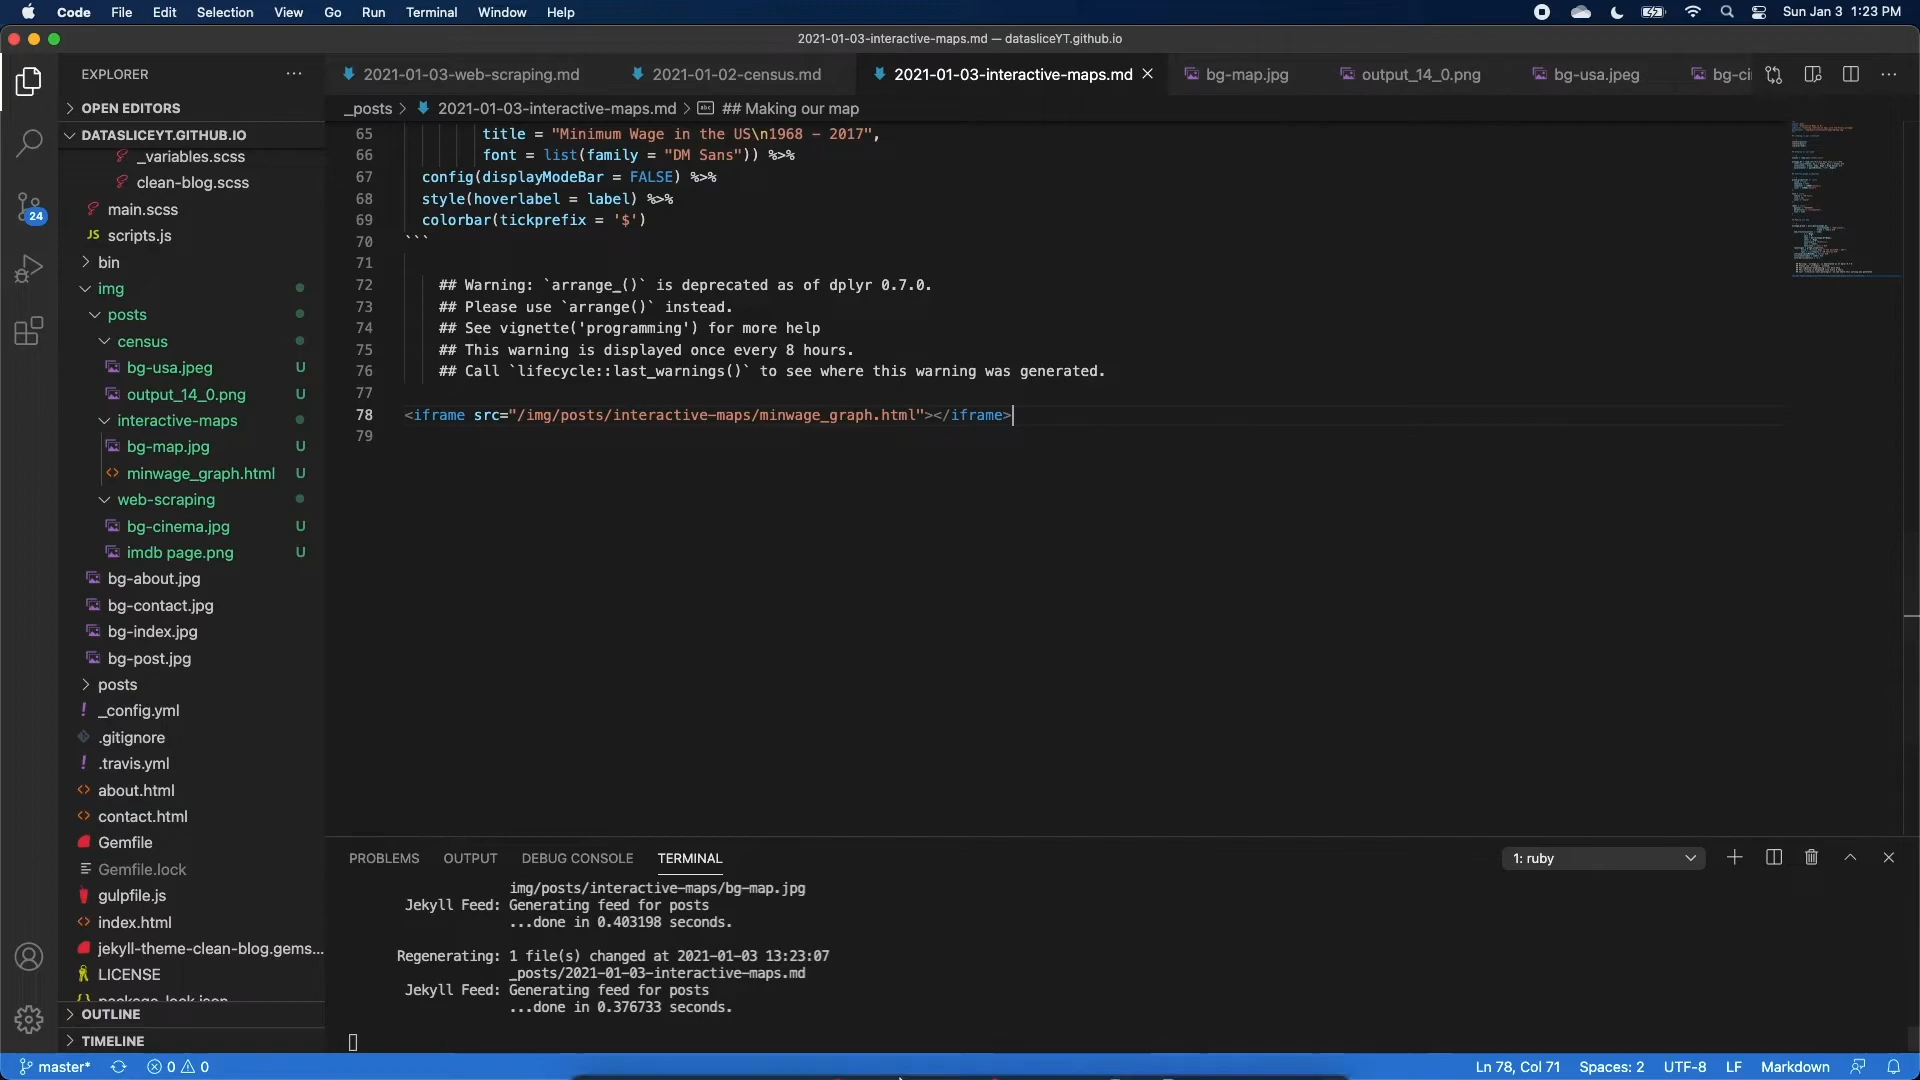 Code File Edit Selection View Go Run Terminal Window Help Sun Jan 3 1:23 PM
2021-01-03-interactive-maps.md — datasliceYT.github.io
EXPLORER
2021-01-03-web-scraping.md 2021-01-02-census.md 2021-01-03-interactive-maps.md bg-map.jpg output_14_0.png bg-usa.jpeg bg-ci
OPEN EDITORS
_posts > 2021-01-03-interactive-maps.md > ## Making our map
DATASLICEYT.GITHUB.IO
_variables.scss
clean-blog.scss
main.scss
JS scripts.js
bin
img
posts
census
bg-usa.jpeg U
output_14_0.png U
interactive-maps
bg-map.jpg U
minwage_graph.html U
web-scraping
bg-cinema.jpg U
imdb page.png U
bg-about.jpg
bg-contact.jpg
bg-index.jpg
bg-post.jpg
posts
! _config.yml
.gitignore
! .travis.yml
<> about.html
<> contact.html
Gemfile
Gemfile.lock
gulpfile.js
<> index.html
jekyll-theme-clean-blog.gems...
LICENSE
OUTLINE
TIMELINE
24
65 title = "Minimum Wage in the US\n1968 - 2017",
66 font = list(family = "DM Sans")) %>%
67 config(displayModeBar = FALSE) %>%
68 style(hoverlabel = label) %>%
69 colorbar(tickprefix = '$')
70 ```
71
72 ## Warning: `arrange_()` is deprecated as of dplyr 0.7.0.
73 ## Please use `arrange()` instead.
74 ## See vignette('programming') for more help
75 ## This warning is displayed once every 8 hours.
76 ## Call `lifecycle::last_warnings()` to see where this warning was generated.
77
78 <iframe src="/img/posts/interactive-maps/minwage_graph.html"></iframe>
79
PROBLEMS OUTPUT DEBUG CONSOLE TERMINAL 1: ruby
img/posts/interactive-maps/bg-map.jpg
Jekyll Feed: Generating feed for posts
...done in 0.403198 seconds.
Regenerating: 1 file(s) changed at 2021-01-03 13:23:07
_posts/2021-01-03-interactive-maps.md
Jekyll Feed: Generating feed for posts
...done in 0.376733 seconds.
master* 0 0 Ln 78, Col 71 Spaces: 2 UTF-8 LF Markdown